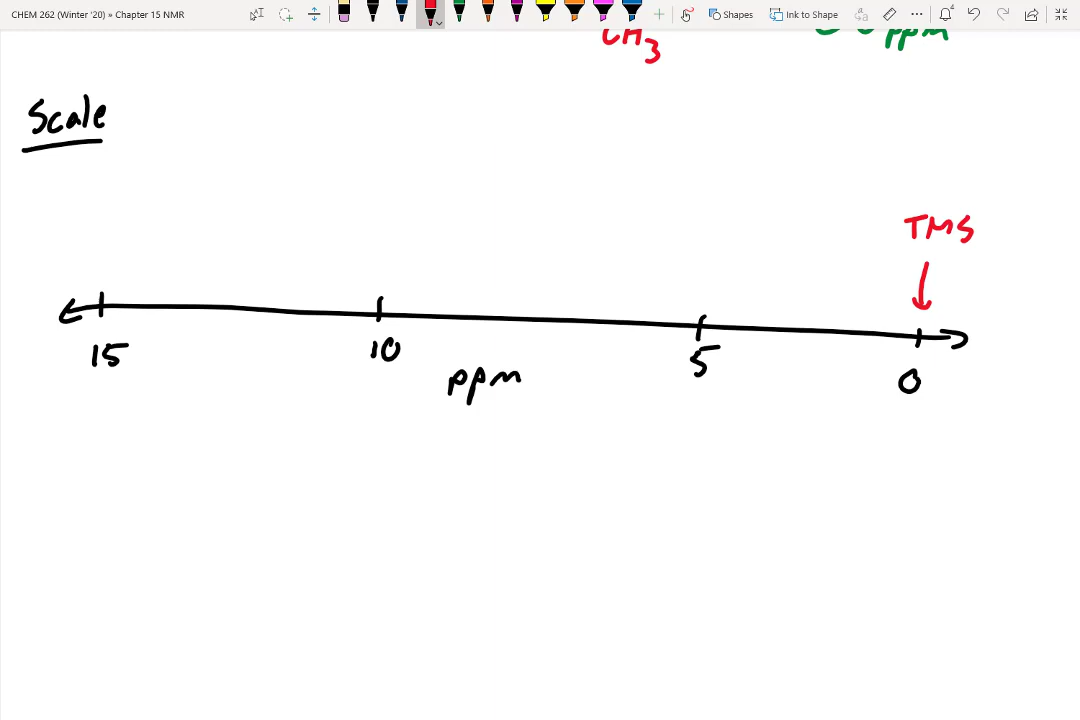 CHEM 262 (Winter '20) » Chapter 15 NMR
Shapes
Ink to Shape
CH3
ppm
Scale
TMS
15
10
5
0
ppm